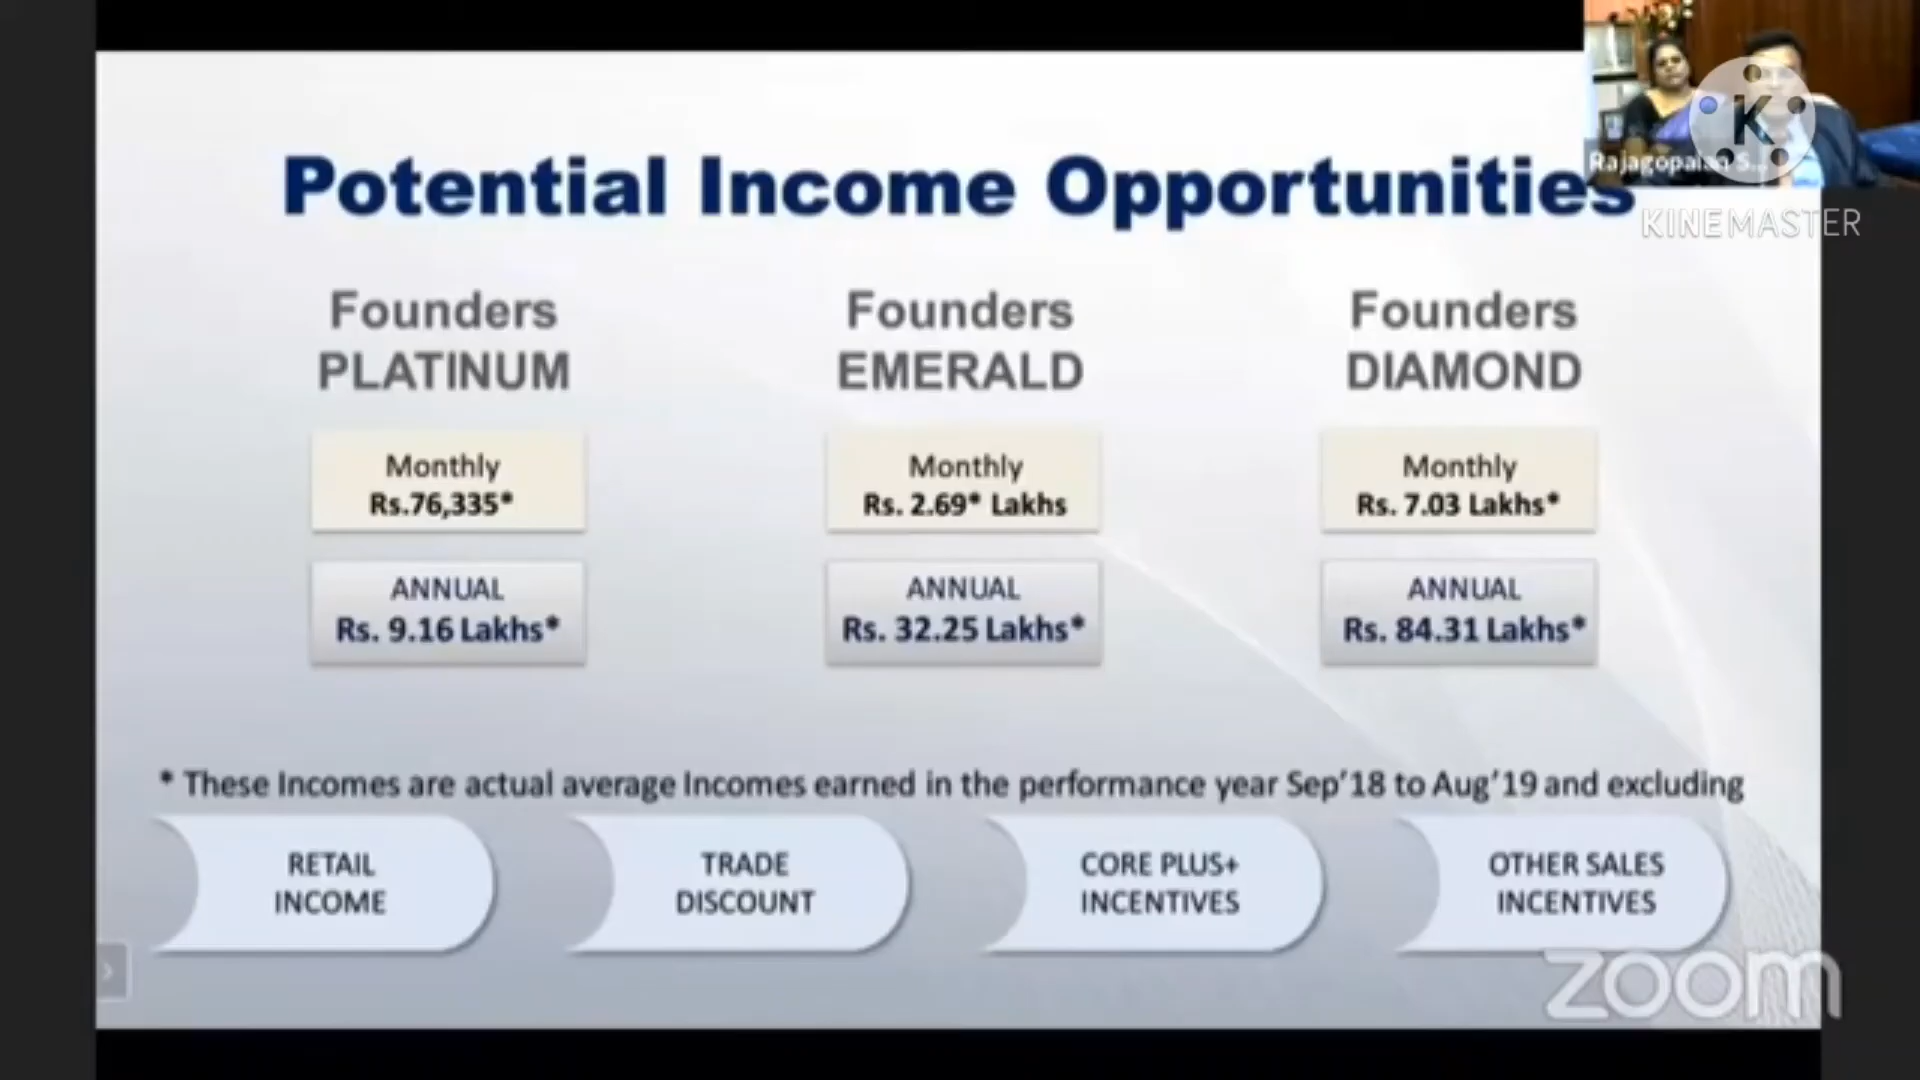 Potential Income Opportunities
Founders
PLATINUM
Monthly
Rs.76,335*
ANNUAL
Rs. 9.16 Lakhs*
Founders
EMERALD
Monthly
Rs. 2.69* Lakhs
ANNUAL
Rs. 32.25 Lakhs*
Founders
DIAMOND
Monthly
Rs. 7.03 Lakhs*
ANNUAL
Rs. 84.31 Lakhs*
* These Incomes are actual average Incomes earned in the performance year Sep'18 to Aug'19 and excluding
RETAIL
INCOME
TRADE
DISCOUNT
CORE PLUS+
INCENTIVES
OTHER SALES
INCENTIVES
Rajagopalan S...
K
KINEMASTER
zoom